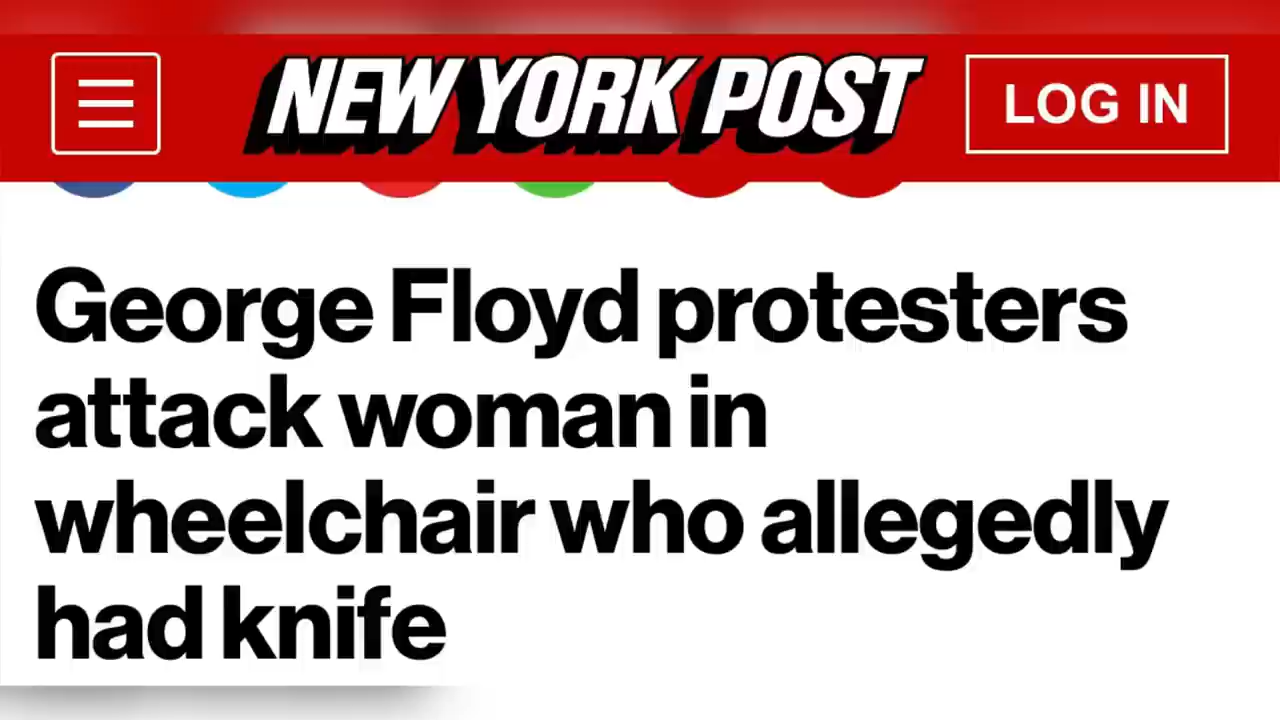 NEW YORK POST
LOG IN
George Floyd protesters
attack woman in
wheelchair who allegedly
had knife